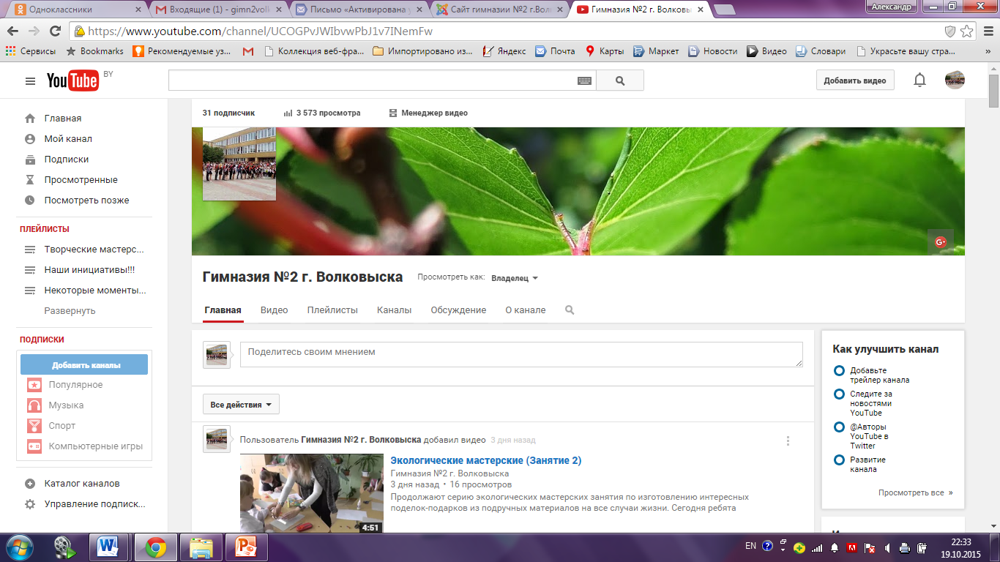 Одноклассники
Входящие (1) - gimn2vol
Письмо «Активирована у
Сайт гимназии №2 г.Вол
Гимназия №2 г. Волковы
Александр
https://www.youtube.com/channel/UCOGPvJWIbvwPbJ1v7INemFw
Сервисы
Bookmarks
Рекомендуемые уз...
Коллекция веб-фра...
Импортировано из...
Яндекс
Почта
Карты
Маркет
Новости
Видео
Словари
Украсьте вашу стра...
»
YouTube BY
Добавить видео
Главная
Мой канал
Подписки
Просмотренные
Посмотреть позже
ПЛЕЙЛИСТЫ
Творческие мастерс...
Наши инициативы!!!
Некоторые моменты...
Развернуть
ПОДПИСКИ
Добавить каналы
Популярное
Музыка
Спорт
Компьютерные игры
Каталог каналов
Управление подписк...
31 подписчик
3 573 просмотра
Менеджер видео
G+
Гимназия №2 г. Волковыска
Просмотреть как: Владелец
Главная
Видео
Плейлисты
Каналы
Обсуждение
О канале
Поделитесь своим мнением
Все действия
Пользователь Гимназия №2 г. Волковыска добавил видео 3 дня назад
4:51
Экологические мастерские (Занятие 2)
Гимназия №2 г. Волковыска
3 дня назад • 16 просмотров
Продолжают серию экологических мастерских занятия по изготовлению интересных
поделок-подарков из подручных материалов на все случаи жизни. Сегодня ребята
Как улучшить канал
Добавьте
трейлер канала
Следите за
новостями
YouTube
@Авторы
YouTube в
Twitter
Развитие
канала
Просмотреть все »
EN
22:33
19.10.2015